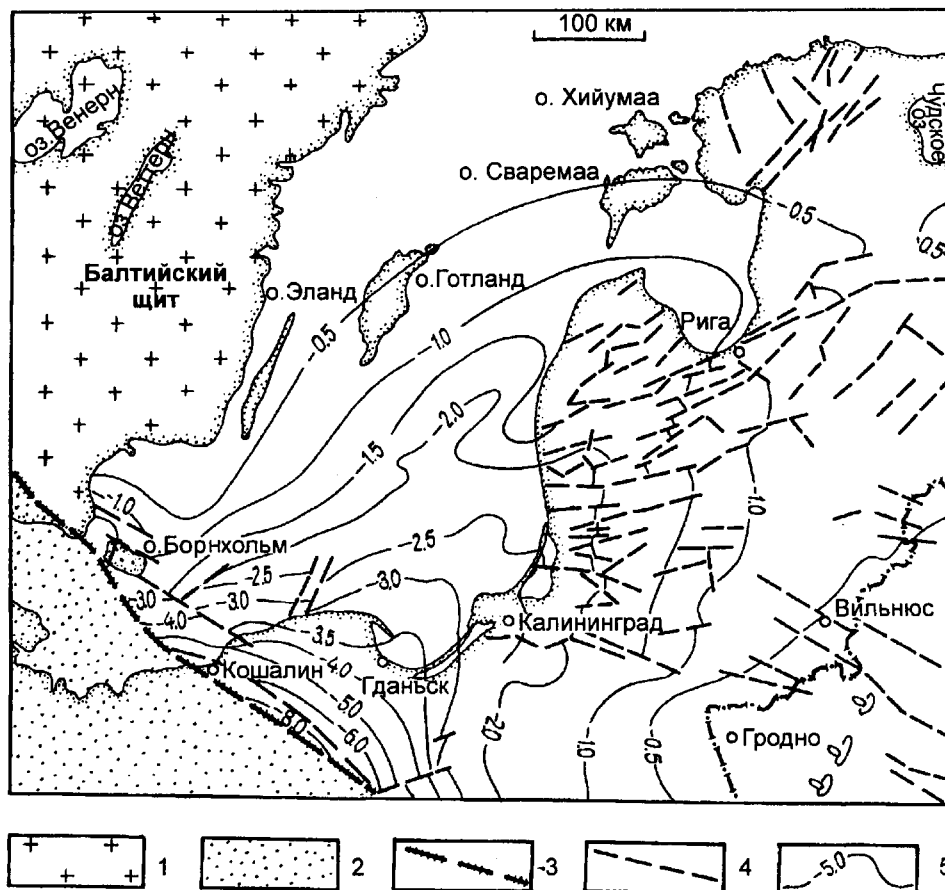 100 км
оз. Венерн
оз. Веттерн
о. Хийумаа
Чудское
оз.
о. Сваремаа
Балтийский
щит
о.Эланд
о.Готланд
Рига
-0.5
-0.5
-0.5
-1.0
-1.5
-2.0
-1.0
-1.0
о.Борнхольм
-2.5
-2.5
-3.0
-3.0
-3.0
-4.0
-3.5
Калининград
Вильнюс
Кошалин
Гданьск
-4.0
-5.0
-6.0
-8.0
-2.0
-1.0
-0.5
Гродно
1
2
3
4
-5.0
5